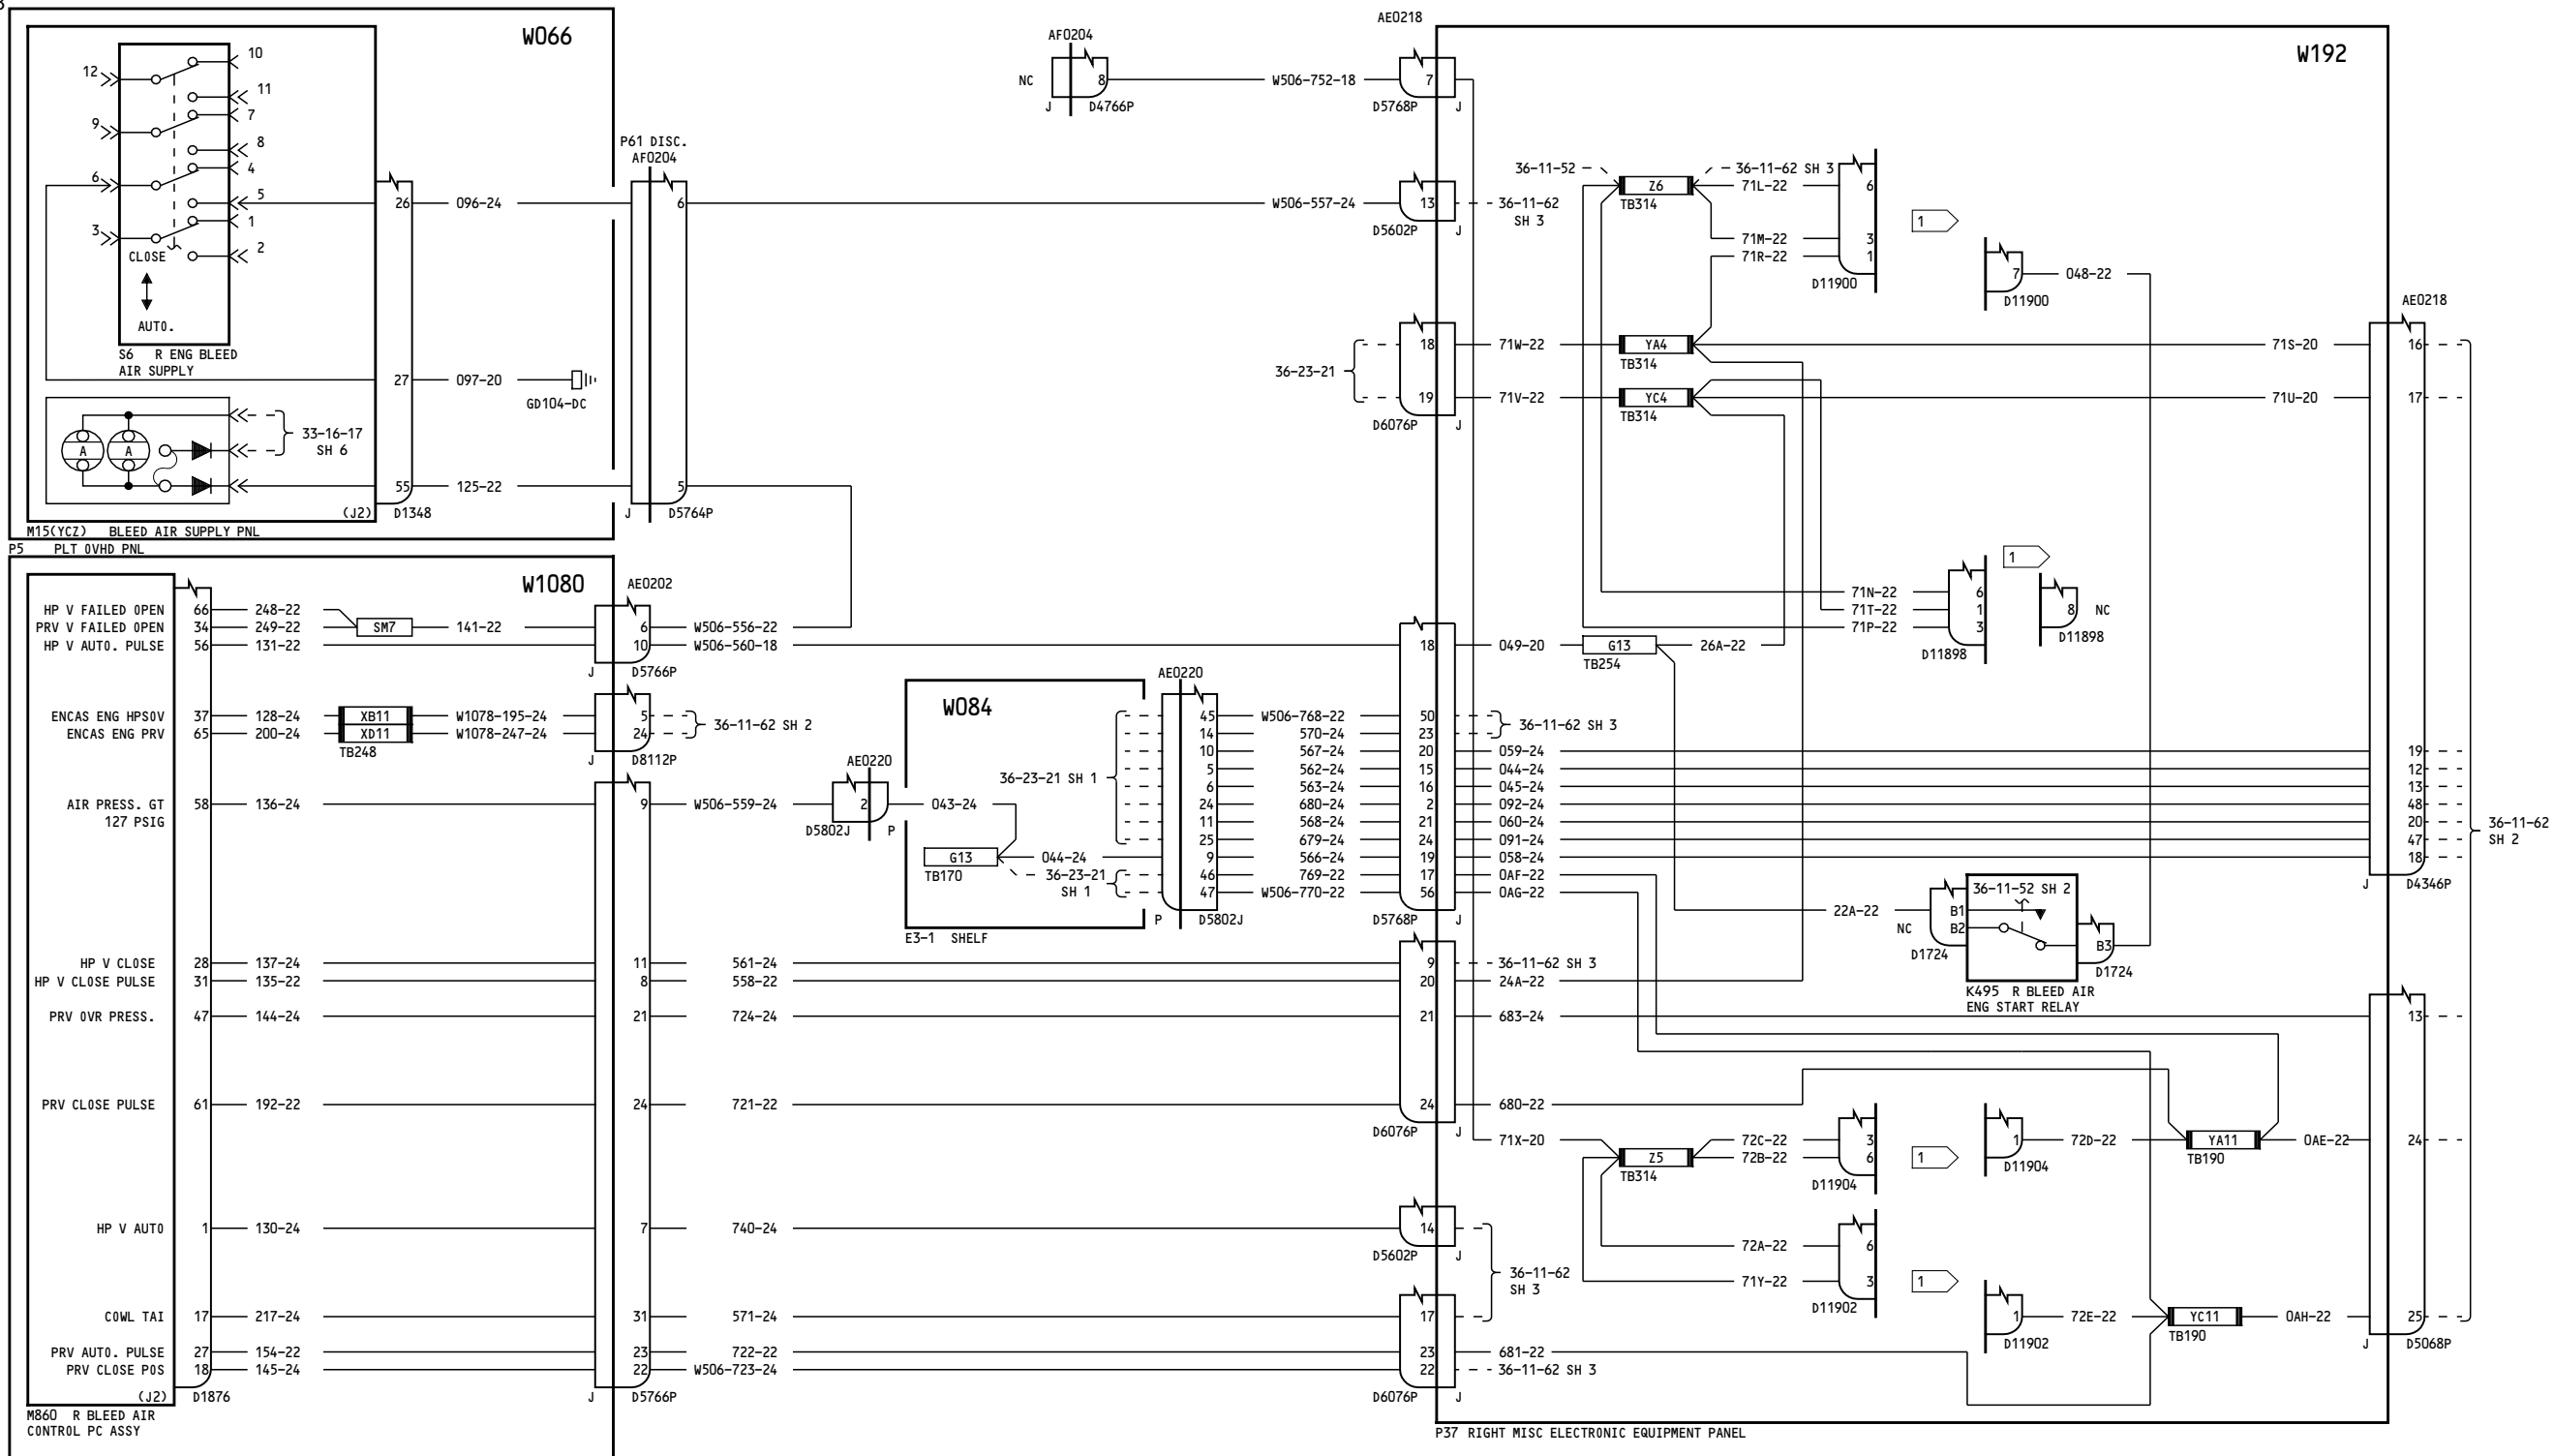 W066
10
12
11
7
9
8
4
6
5
1
3
2
CLOSE
AUTO.
S6 R ENG BLEED
AIR SUPPLY
26
096-24
27
097-20
GD104-DC
A
A
33-16-17
SH 6
55
125-22
(J2)
D1348
M15(YCZ) BLEED AIR SUPPLY PNL
P5 PLT OVHD PNL
P61 DISC.
AF0204
6
5
J
D5764P
AF0204
NC
8
J
D4766P
W506-752-18
AE0218
7
D5768P
J
W506-557-24
13
D5602P
J
36-11-62
SH 3
36-23-21
18
19
D6076P
J
71W-22
71V-22
W192
36-11-52
Z6
TB314
36-11-62 SH 3
71L-22
71M-22
71R-22
6
3
1
D11900
1
7
D11900
048-22
YA4
TB314
YC4
TB314
71S-20
71U-20
AE0218
16
17
71N-22
71T-22
71P-22
6
1
3
D11898
1
8
NC
D11898
W1080
HP V FAILED OPEN
66
248-22
PRV V FAILED OPEN
34
249-22
SM7
141-22
HP V AUTO. PULSE
56
131-22
AE0202
6
W506-556-22
10
W506-560-18
J
D5766P
18
049-20
G13
TB254
26A-22
ENCAS ENG HPSOV
37
128-24
XB11
W1078-195-24
5
ENCAS ENG PRV
65
200-24
XD11
W1078-247-24
24
TB248
36-11-62 SH 2
J
D8112P
AIR PRESS. GT
127 PSIG
58
136-24
9
W506-559-24
AE0220
2
D5802J
P
W084
043-24
G13
TB170
044-24
36-23-21 SH 1
36-23-21
SH 1
E3-1 SHELF
AE0220
45
W506-768-22
50
14
570-24
23
36-11-62 SH 3
10
567-24
20
059-24
19
5
562-24
15
044-24
12
6
563-24
16
045-24
13
24
680-24
2
092-24
48
11
568-24
21
060-24
20
25
679-24
24
091-24
47
9
566-24
19
058-24
18
46
769-22
17
0AF-22
47
W506-770-22
56
0AG-22
P
D5802J
D5768P
J
J
D4346P
36-11-62
SH 2
36-11-52 SH 2
22A-22
B1
NC
B2
B3
D1724
D1724
K495 R BLEED AIR
ENG START RELAY
HP V CLOSE
28
137-24
11
561-24
9
36-11-62 SH 3
HP V CLOSE PULSE
31
135-22
8
558-22
20
24A-22
PRV OVR PRESS.
47
144-24
21
724-24
21
683-24
13
PRV CLOSE PULSE
61
192-22
24
721-22
24
680-22
D6076P
J
71X-20
Z5
TB314
72C-22
72B-22
3
6
D11904
1
1
D11904
72D-22
YA11
TB190
0AE-22
24
HP V AUTO
1
130-24
7
740-24
14
D5602P
J
72A-22
71Y-22
6
3
D11902
1
1
D11902
72E-22
YC11
TB190
0AH-22
25
J
D5068P
36-11-62
SH 3
COWL TAI
17
217-24
31
571-24
17
PRV AUTO. PULSE
27
154-22
23
722-22
23
681-22
PRV CLOSE POS
18
145-24
22
W506-723-24
22
36-11-62 SH 3
(J2)
D1876
J
D5766P
D6076P
J
M860 R BLEED AIR
CONTROL PC ASSY
P37 RIGHT MISC ELECTRONIC EQUIPMENT PANEL